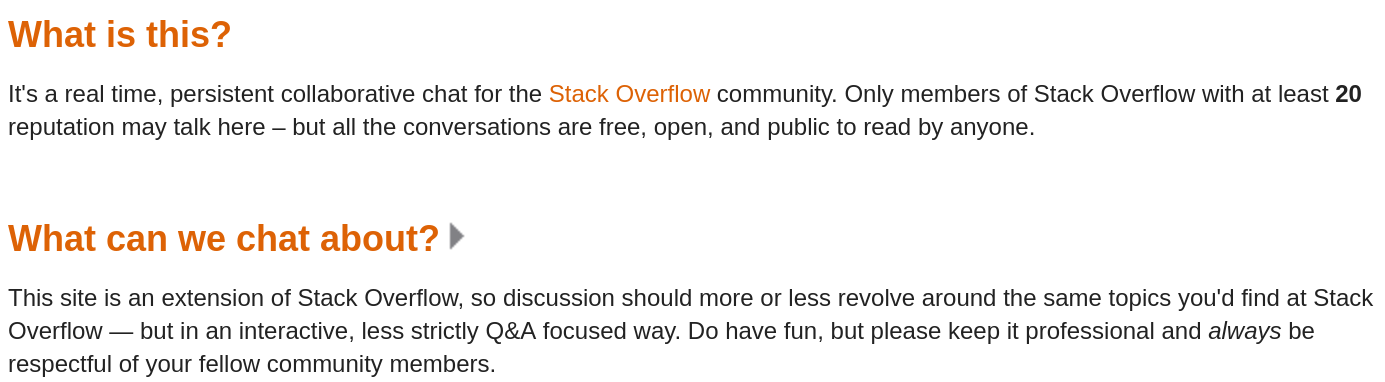 What is this?
It's a real time, persistent collaborative chat for the Stack Overflow community. Only members of Stack Overflow with at least 20
reputation may talk here – but all the conversations are free, open, and public to read by anyone.
What can we chat about?
This site is an extension of Stack Overflow, so discussion should more or less revolve around the same topics you'd find at Stack
Overflow — but in an interactive, less strictly Q&A focused way. Do have fun, but please keep it professional and always be
respectful of your fellow community members.